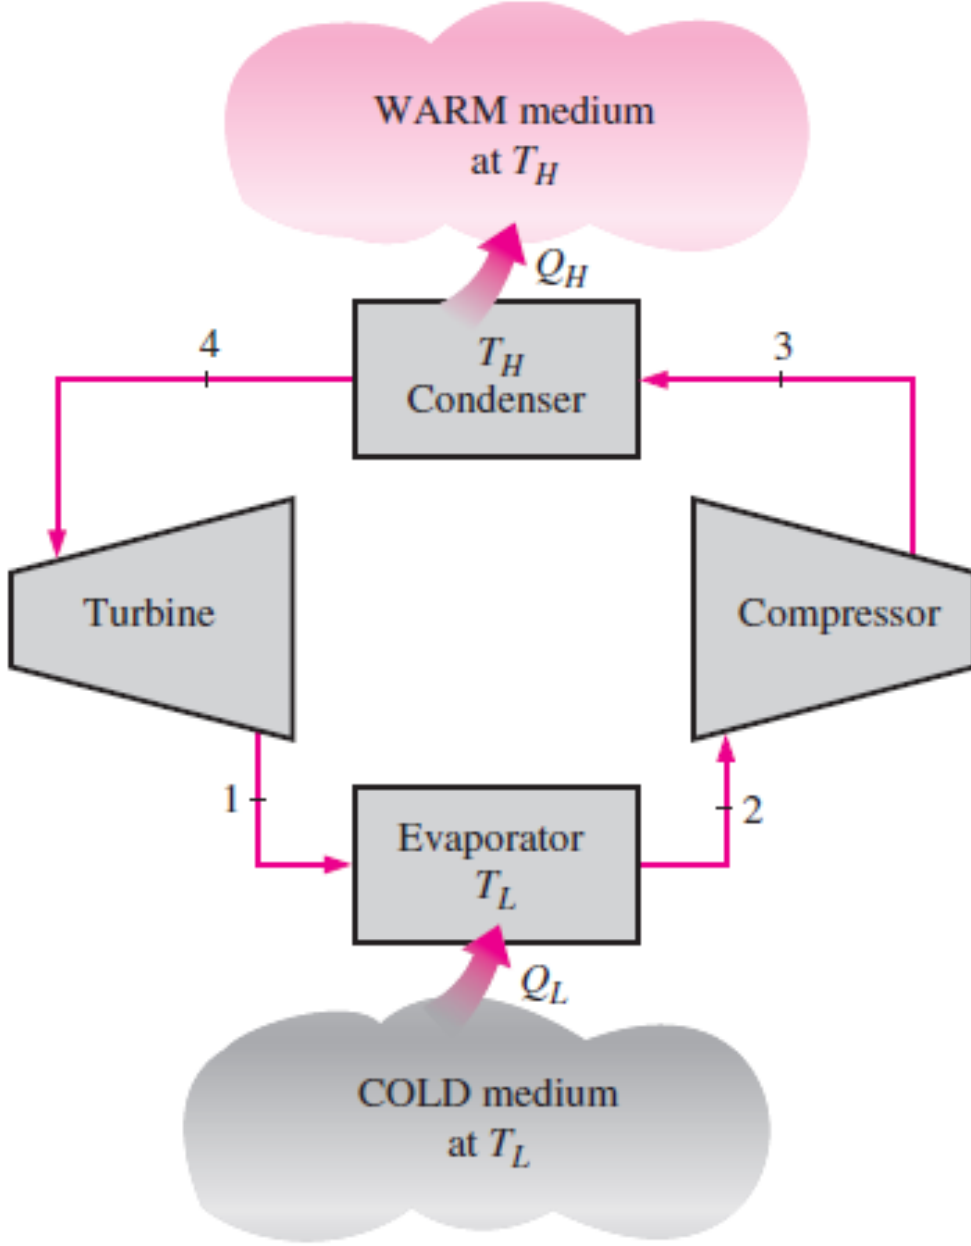 WARM medium
at T_H
Q_H
4
3
T_H
Condenser
Turbine
Compressor
1
2
Evaporator
T_L
Q_L
COLD medium
at T_L